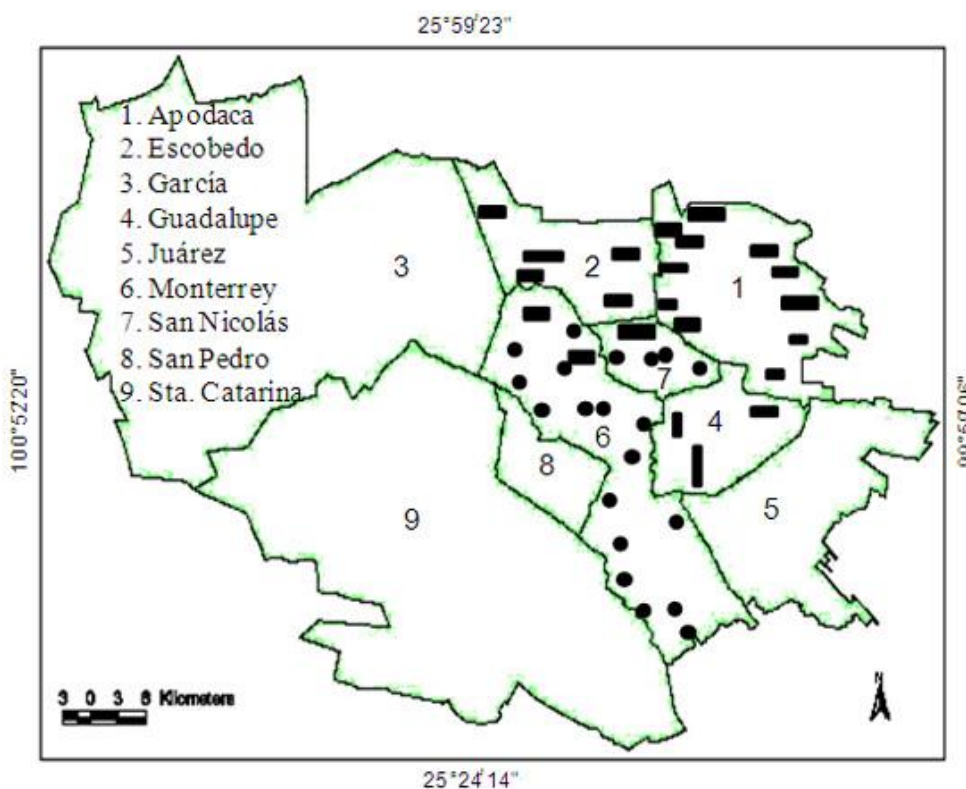 25°59'23"
1. Apodaca
2. Escobedo
3. García
4. Guadalupe
5. Juárez
6. Monterrey
7. San Nicolás
8. San Pedro
9. Sta. Catarina
3
2
1
7
4
6
8
5
9
100°52'20"
3 0 3 6 Kilometers
N
25°24'14"